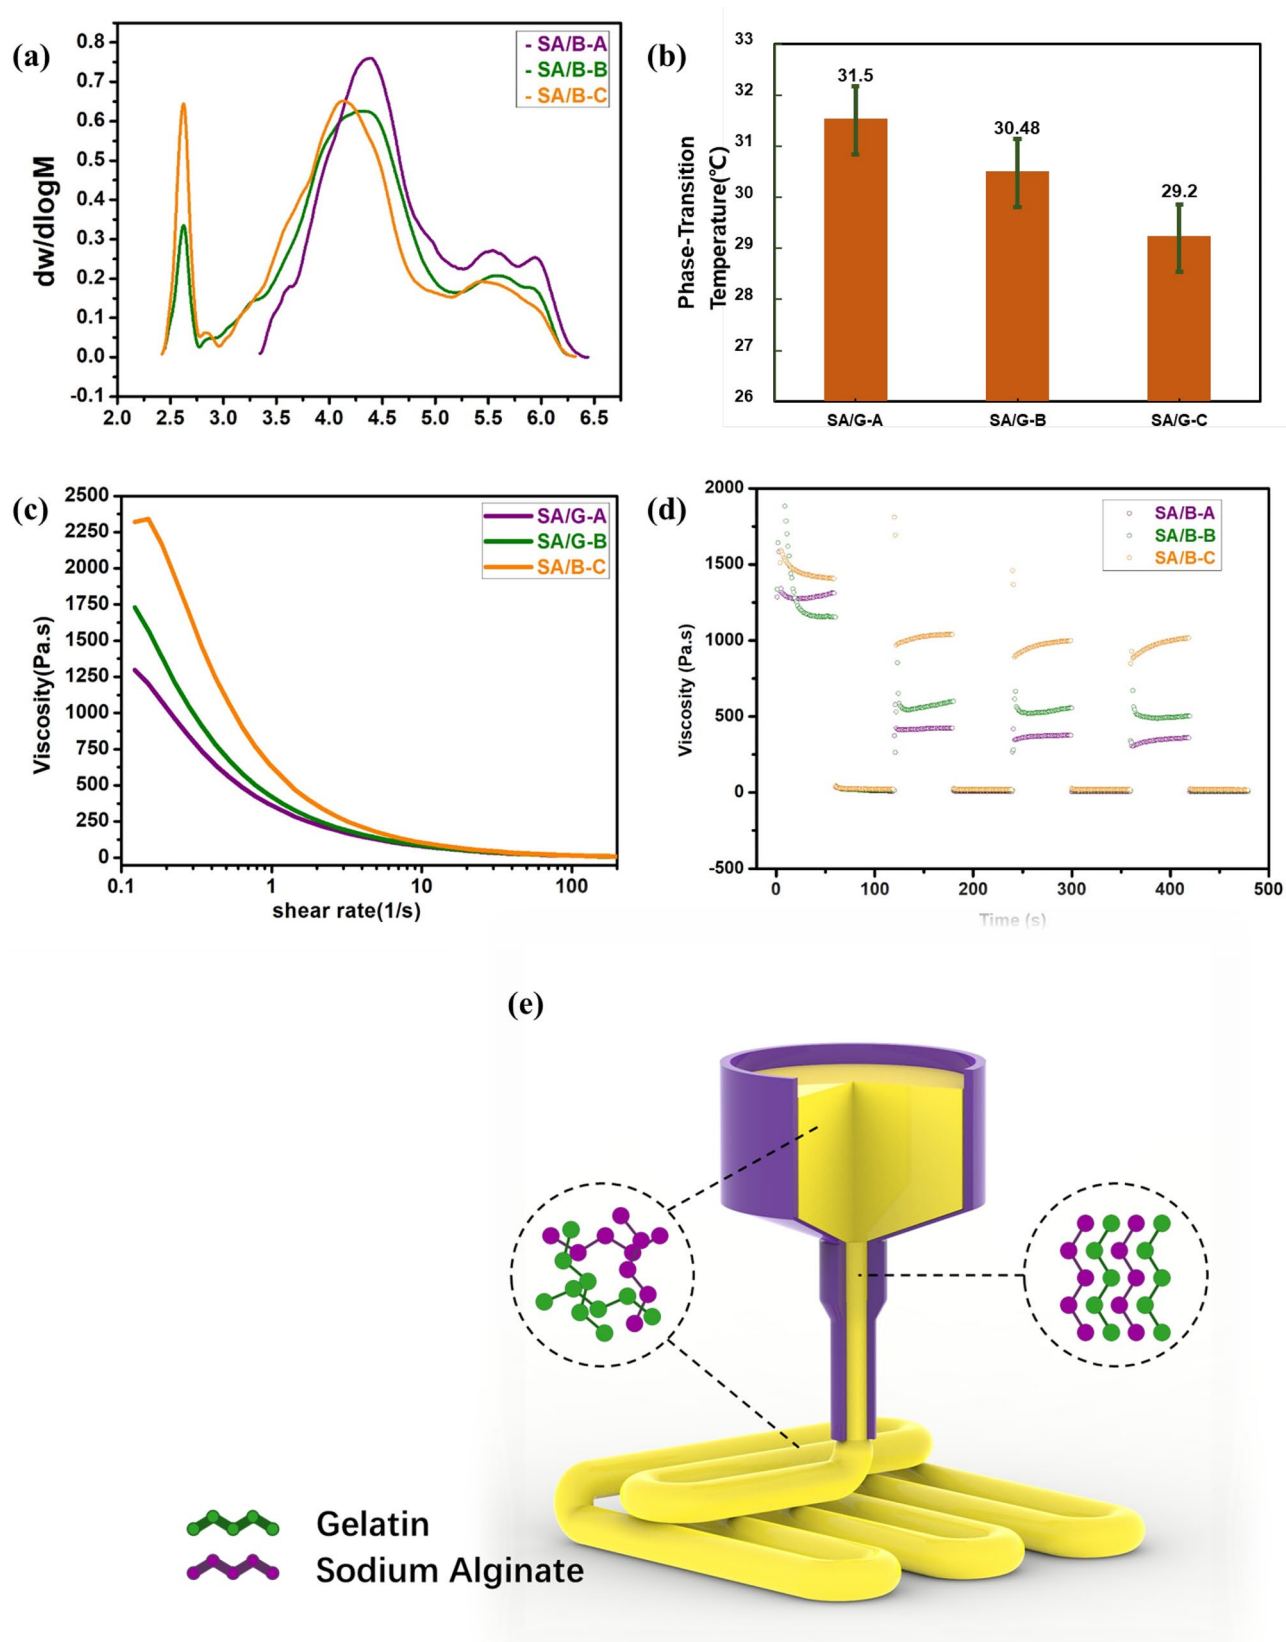 (a)
dw/dlogM
0.8
0.7
0.6
0.5
0.4
0.3
0.2
0.1
0.0
-0.1
2.0 2.5 3.0 3.5 4.0 4.5 5.0 5.5 6.0 6.5
- SA/B-A
- SA/B-B
- SA/B-C
(b)
Phase-Transition
Temperature(℃)
33
32
31
30
29
28
27
26
31.5
30.48
29.2
SA/G-A SA/G-B SA/G-C
(c)
Viscosity(Pa.s)
2500
2250
2000
1750
1500
1250
1000
750
500
250
0
0.1 1 10 100
shear rate(1/s)
SA/G-A
SA/G-B
SA/B-C
(d)
Viscosity (Pa.s)
2000
1500
1000
500
0
-500
0 100 200 300 400 500
Time (s)
SA/B-A
SA/B-B
SA/B-C
(e)
Gelatin
Sodium Alginate